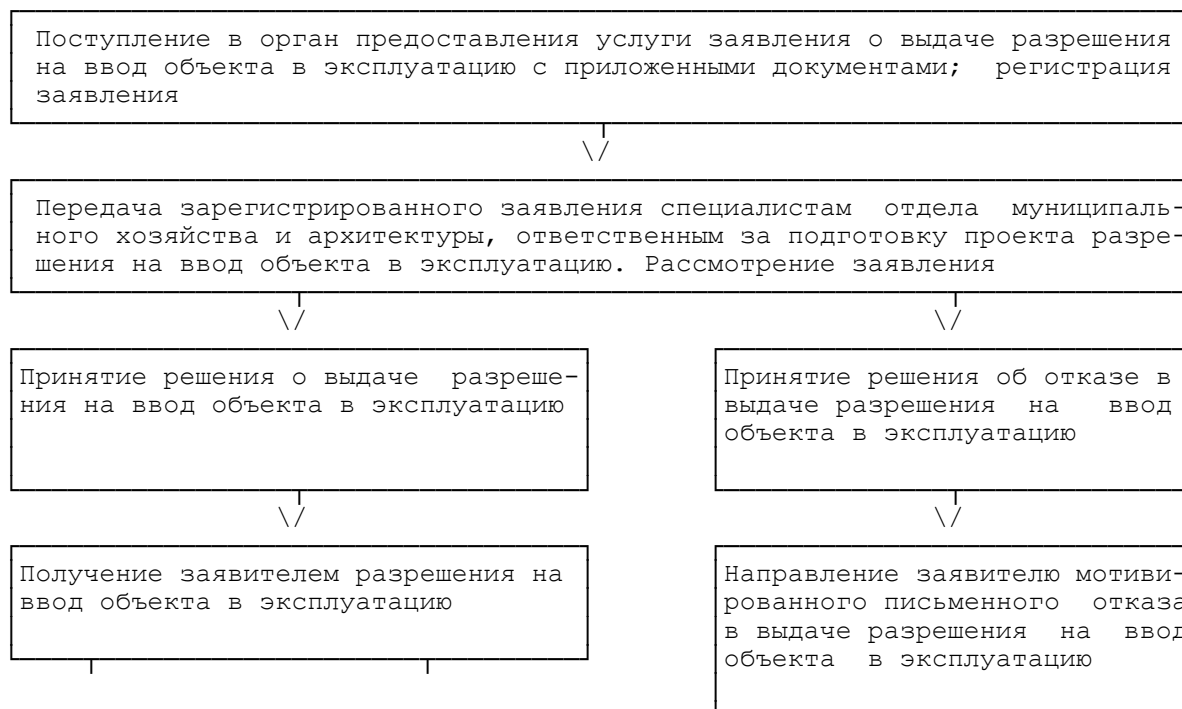 Поступление в орган предоставления услуги заявления о выдаче разрешения
на ввод объекта в эксплуатацию с приложенными документами; регистрация
заявления
\/
Передача зарегистрированного заявления специалистам отдела муниципаль-
ного хозяйства и архитектуры, ответственным за подготовку проекта разре-
шения на ввод объекта в эксплуатацию. Рассмотрение заявления
\/ \/
Принятие решения о выдаче разреше-
ния на ввод объекта в эксплуатацию
Принятие решения об отказе в
выдаче разрешения на ввод
объекта в эксплуатацию
\/ \/
Получение заявителем разрешения на
ввод объекта в эксплуатацию
Направление заявителю мотиви-
рованного письменного отказа
в выдаче разрешения на ввод
объекта в эксплуатацию